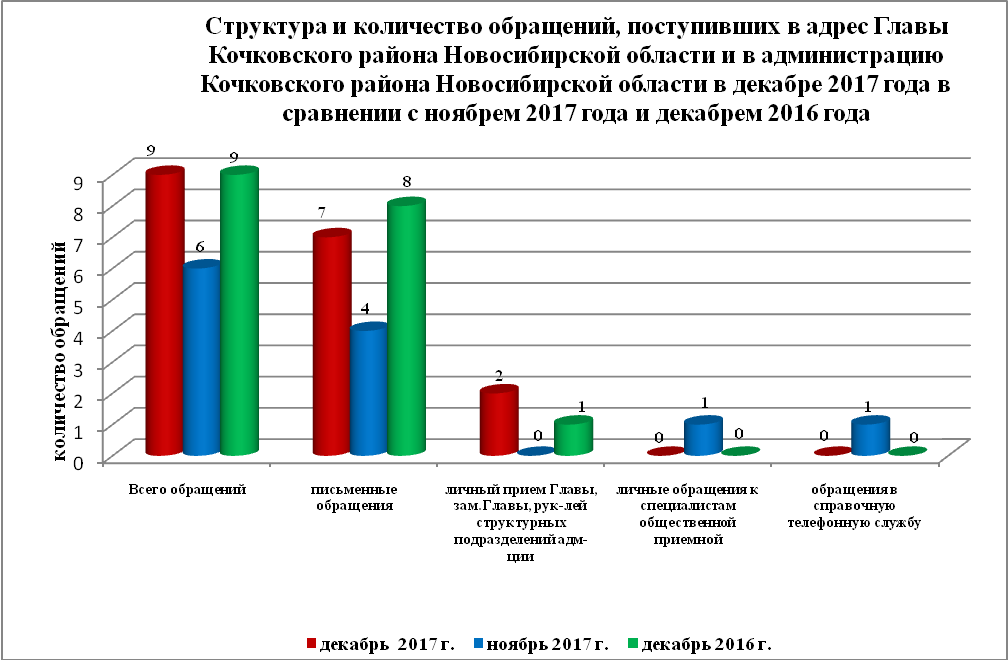 Структура и количество обращений, поступивших в адрес Главы
Кочковского района Новосибирской области и в администрацию
Кочковского района Новосибирской области в декабре 2017 года в
сравнении с ноябрем 2017 года и декабрем 2016 года
количество обращений
9
8
7
6
5
4
3
2
1
0
9
6
9
7
4
8
2
0
1
0
1
0
0
1
0
Всего обращений
письменные
обращения
личный прием Главы,
зам. Главы, рук-лей
структурных
подразделений адм-
ции
личные обращения к
специалистам
общественной
приемной
обращения в
справочную
телефонную службу
декабрь 2017 г.
ноябрь 2017 г.
декабрь 2016 г.